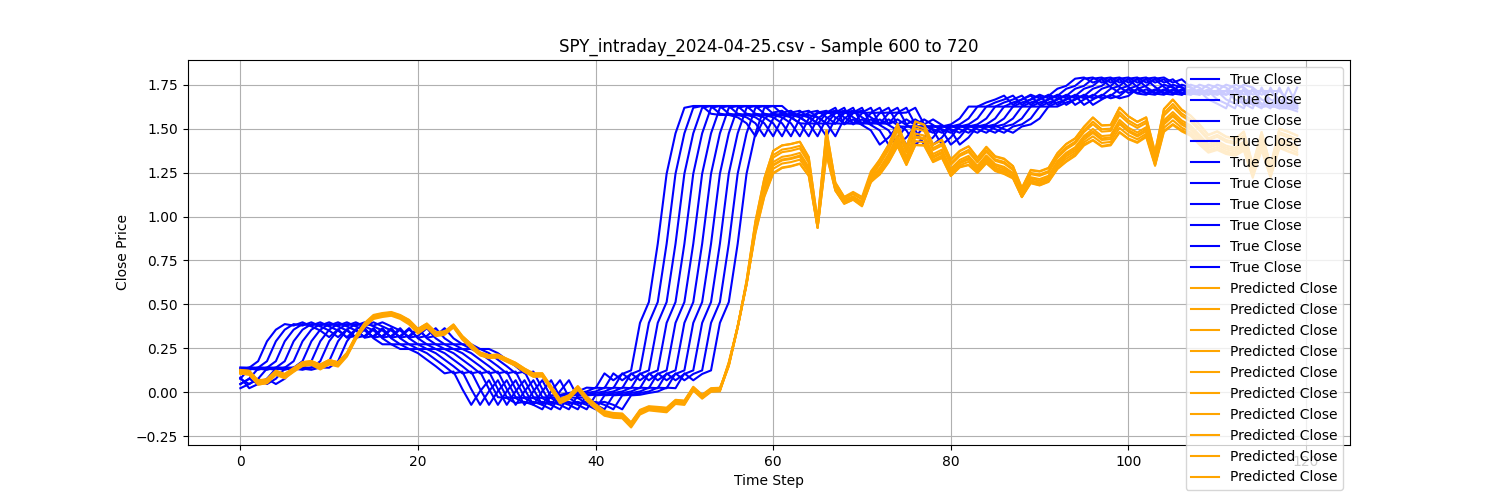 SPY_intraday_2024-04-25.csv - Sample 600 to 720
Close Price
1.75
1.50
1.25
1.00
0.75
0.50
0.25
0.00
−0.25
0
20
40
60
80
100
120
Time Step
True Close
True Close
True Close
True Close
True Close
True Close
True Close
True Close
True Close
True Close
Predicted Close
Predicted Close
Predicted Close
Predicted Close
Predicted Close
Predicted Close
Predicted Close
Predicted Close
Predicted Close
Predicted Close